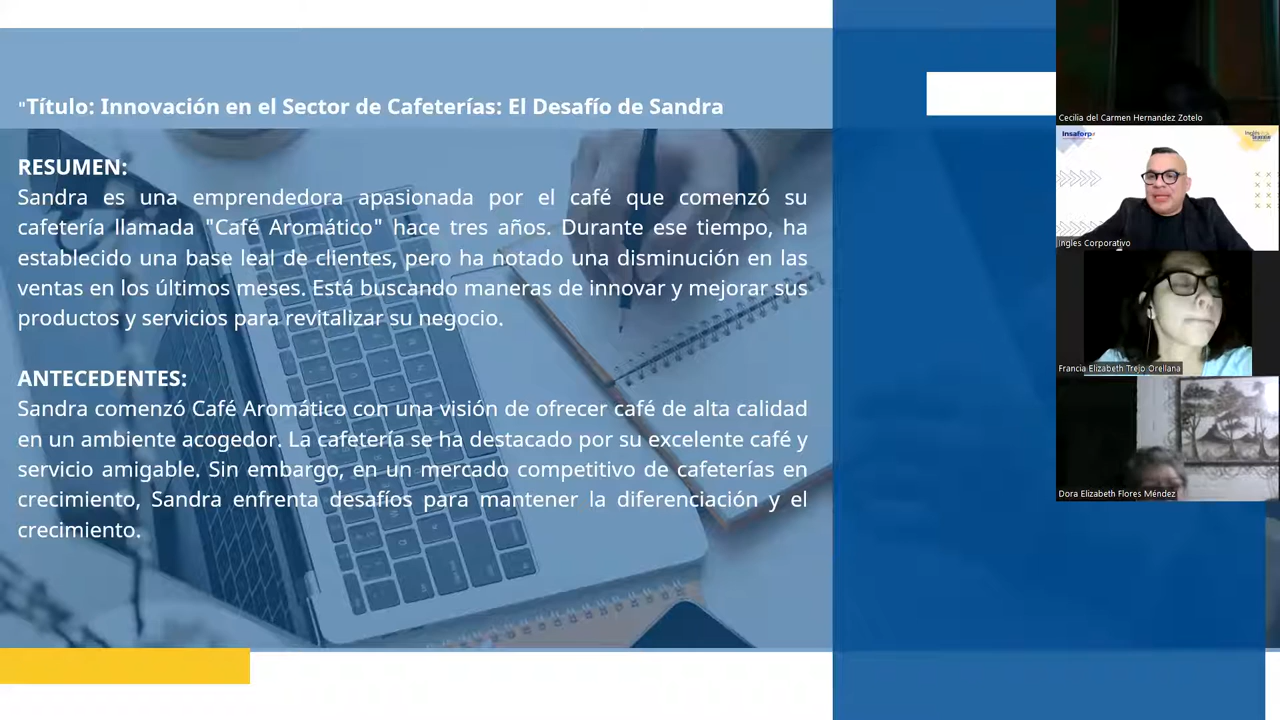 "Título: Innovación en el Sector de Cafeterías: El Desafío de Sandra
RESUMEN:
Sandra es una emprendedora apasionada por el café que comenzó su
cafetería llamada "Café Aromático" hace tres años. Durante ese tiempo, ha
establecido una base leal de clientes, pero ha notado una disminución en las
ventas en los últimos meses. Está buscando maneras de innovar y mejorar sus
productos y servicios para revitalizar su negocio.
ANTECEDENTES:
Sandra comenzó Café Aromático con una visión de ofrecer café de alta calidad
en un ambiente acogedor. La cafetería se ha destacado por su excelente café y
servicio amigable. Sin embargo, en un mercado competitivo de cafeterías en
crecimiento, Sandra enfrenta desafíos para mantener la diferenciación y el
crecimiento.
Cecilia del Carmen Hernandez Zotelo
Insaforp
Ingles Corporativo
Francia Elizabeth Trejo Orellana
Dora Elizabeth Flores Méndez